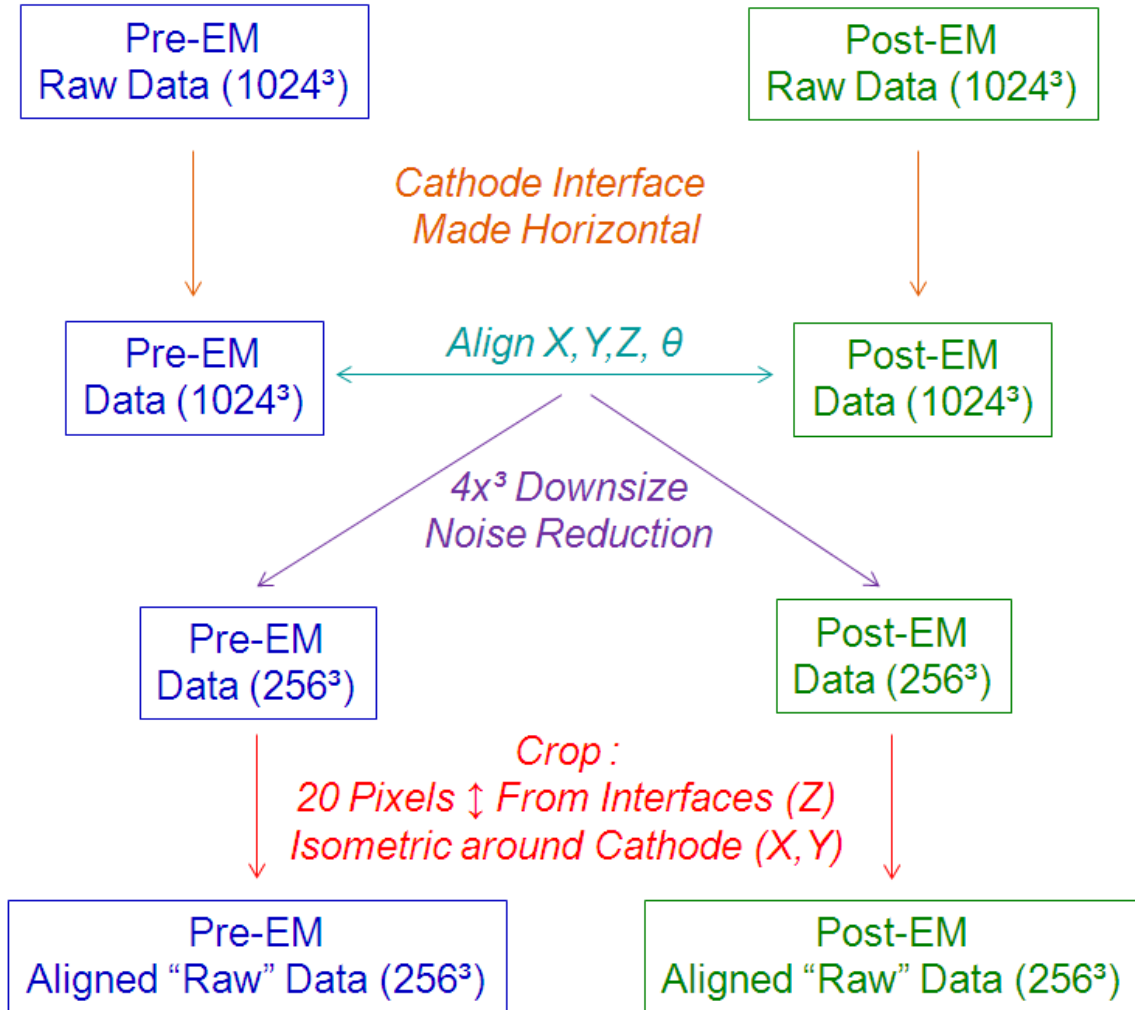 Pre-EM
Raw Data (1024³)
Post-EM
Raw Data (1024³)
Cathode Interface
Made Horizontal
Pre-EM
Data (1024³)
Align X,Y,Z, θ
Post-EM
Data (1024³)
4x³ Downsize
Noise Reduction
Pre-EM
Data (256³)
Post-EM
Data (256³)
Crop :
20 Pixels ↕ From Interfaces (Z)
Isometric around Cathode (X,Y)
Pre-EM
Aligned “Raw” Data (256³)
Post-EM
Aligned “Raw” Data (256³)